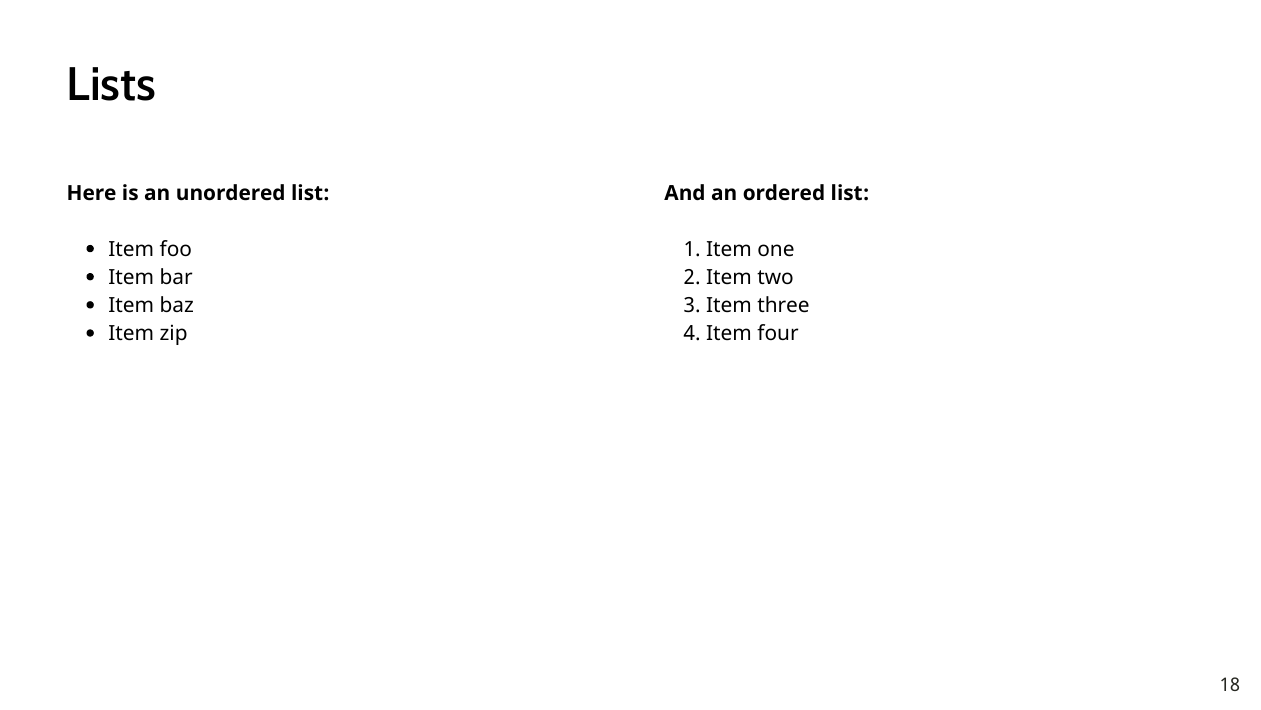 Lists
Here is an unordered list:
• Item foo
• Item bar
• Item baz
• Item zip
And an ordered list:
1. Item one
2. Item two
3. Item three
4. Item four
18